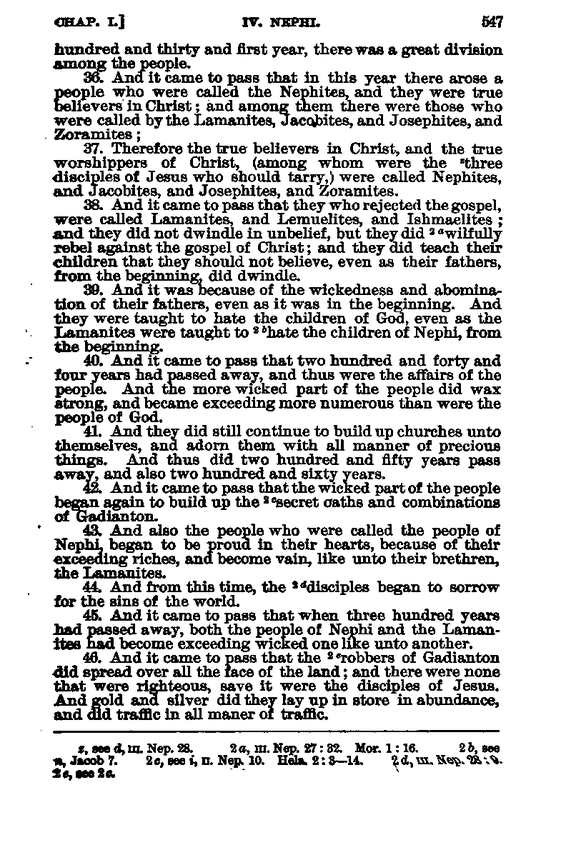 CHAP. I.] IV. NEPHI. 547
hundred and thirty and first year, there was a great division
among the people.
36. And it came to pass that in this year there arose a
people who were called the Nephites, and they were true
believers in Christ; and among them there were those who
were called by the Lamanites, Jacobites, and Josephites, and
Zoramites;
37. Therefore the true believers in Christ, and the true
worshippers of Christ, (among whom were the ᶻthree
disciples of Jesus who should tarry,) were called Nephites,
and Jacobites, and Josephites, and Zoramites.
38. And it came to pass that they who rejected the gospel,
were called Lamanites, and Lemuelites, and Ishmaelites;
and they did not dwindle in unbelief, but they did ²ᵃwilfully
rebel against the gospel of Christ; and they did teach their
children that they should not believe, even as their fathers,
from the beginning, did dwindle.
39. And it was because of the wickedness and abomina-
tion of their fathers, even as it was in the beginning. And
they were taught to hate the children of God, even as the
Lamanites were taught to ²ᵇhate the children of Nephi, from
the beginning.
40. And it came to pass that two hundred and forty and
four years had passed away, and thus were the affairs of the
people. And the more wicked part of the people did wax
strong, and became exceeding more numerous than were the
people of God.
41. And they did still continue to build up churches unto
themselves, and adorn them with all manner of precious
things. And thus did two hundred and fifty years pass
away, and also two hundred and sixty years.
42. And it came to pass that the wicked part of the people
began again to build up the ²ᶜsecret oaths and combinations
of Gadianton.
43. And also the people who were called the people of
Nephi, began to be proud in their hearts, because of their
exceeding riches, and become vain, like unto their brethren,
the Lamanites.
44. And from this time, the ²ᵈdisciples began to sorrow
for the sins of the world.
45. And it came to pass that when three hundred years
had passed away, both the people of Nephi and the Laman-
ites had become exceeding wicked one like unto another.
46. And it came to pass that the ²ᵉrobbers of Gadianton
did spread over all the face of the land; and there were none
that were righteous, save it were the disciples of Jesus.
And gold and silver did they lay up in store in abundance,
and did traffic in all maner of traffic.
z, see d, III. Nep. 28. 2a, III. Nep. 27:32. Mor. 1:16. 2b, see
n, Jacob 7. 2c, see i, II. Nep. 10. Hela. 2:3—14. 2d, III. Nep. 28:9.
2e, see 2c.